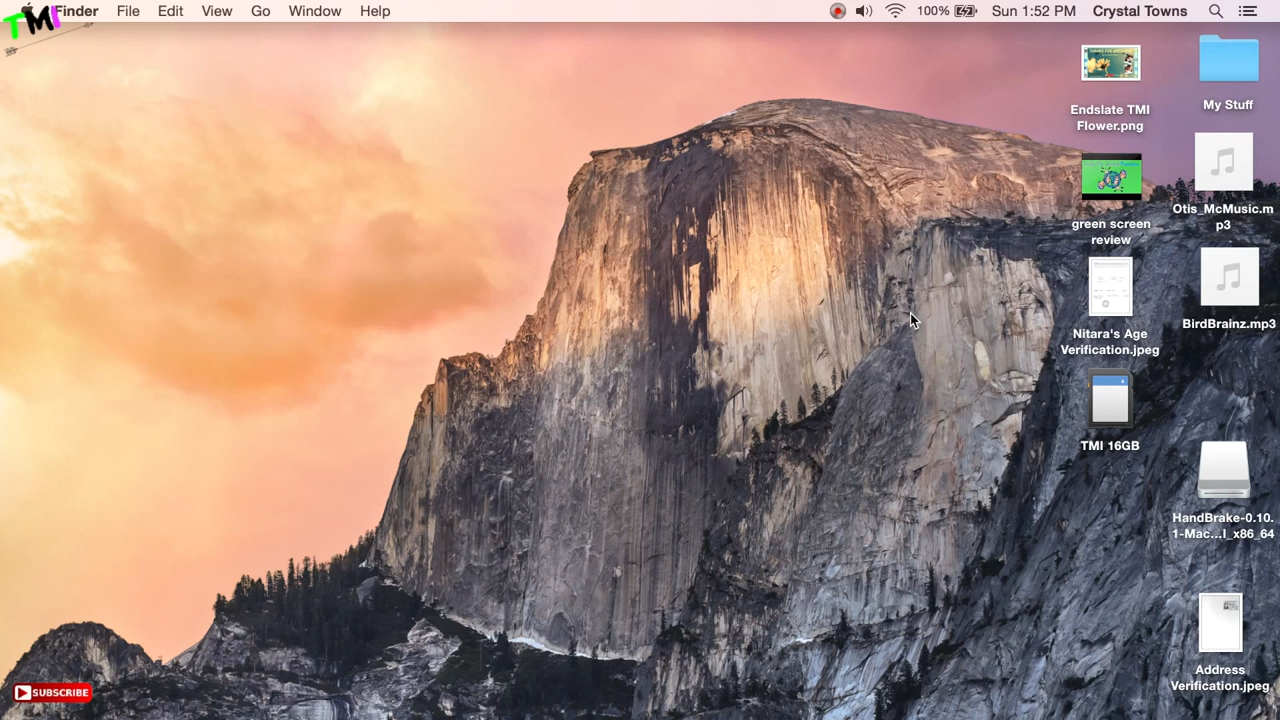 TMI
Finder File Edit View Go Window Help 100% Sun 1:52 PM Crystal Towns
Endslate TMI
Flower.png
My Stuff
green screen
review
Otis_McMusic.m
p3
Nitara's Age
Verification.jpeg
BirdBrainz.mp3
TMI 16GB
HandBrake-0.10.
1-Mac...l_x86_64
Address
Verification.jpeg
SUBSCRIBE